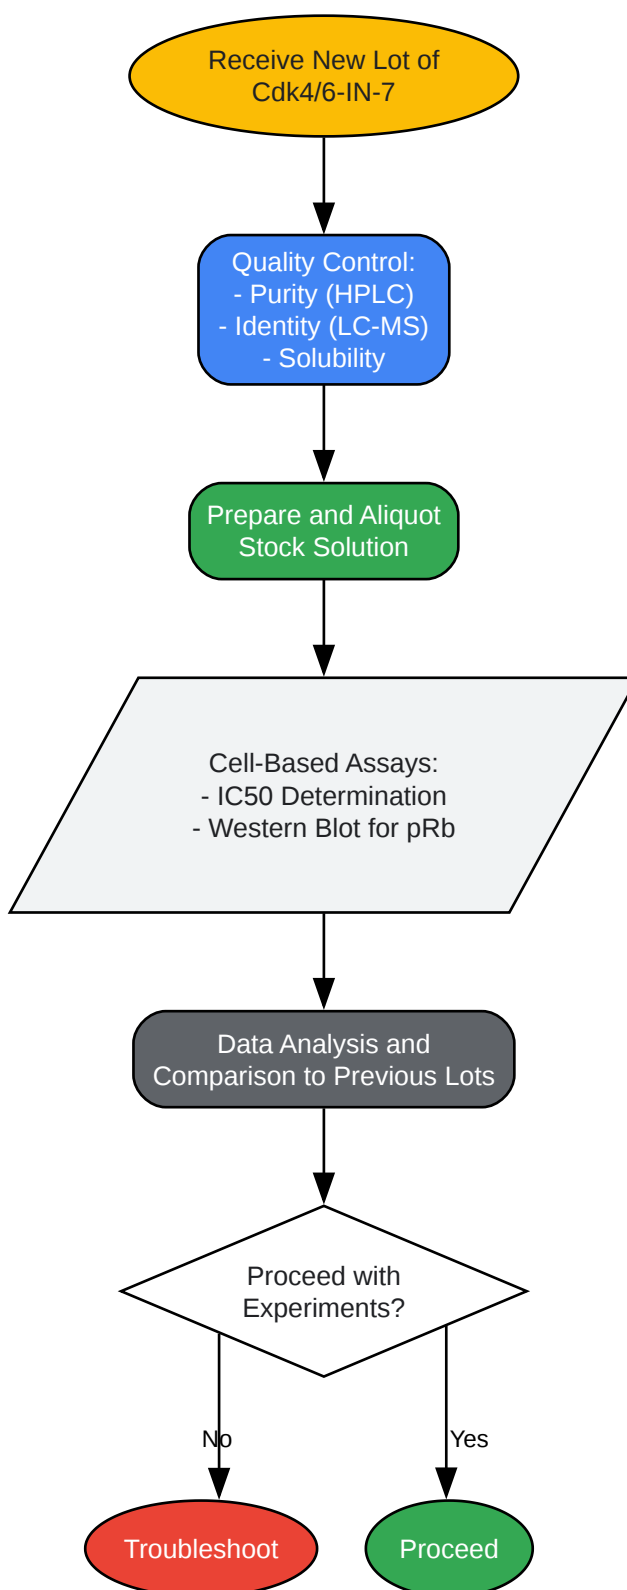 Receive New Lot of
Cdk4/6-IN-7
Quality Control:
- Purity (HPLC)
- Identity (LC-MS)
- Solubility
Prepare and Aliquot
Stock Solution
Cell-Based Assays:
- IC50 Determination
- Western Blot for pRb
Data Analysis and
Comparison to Previous Lots
Proceed with
Experiments?
No
Yes
Troubleshoot
Proceed